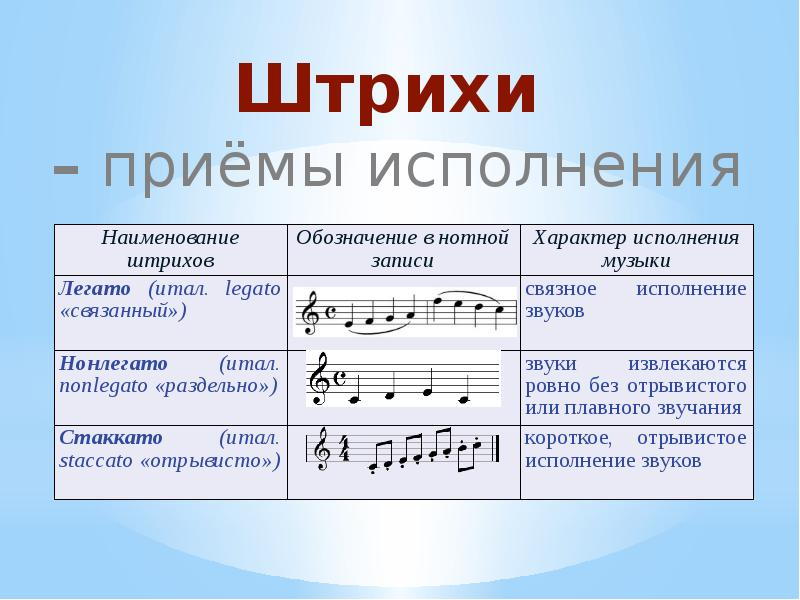 Штрихи
– приёмы исполнения
Наименование
штрихов
Обозначение в нотной
записи
Характер исполнения
музыки
Легато (итал. legato
«связанный»)
связное исполнение
звуков
Нонлегато (итал.
nonlegato «раздельно»)
звуки извлекаются
ровно без отрывистого
или плавного звучания
Стаккато (итал.
staccato «отрывисто»)
4
4
короткое, отрывистое
исполнение звуков